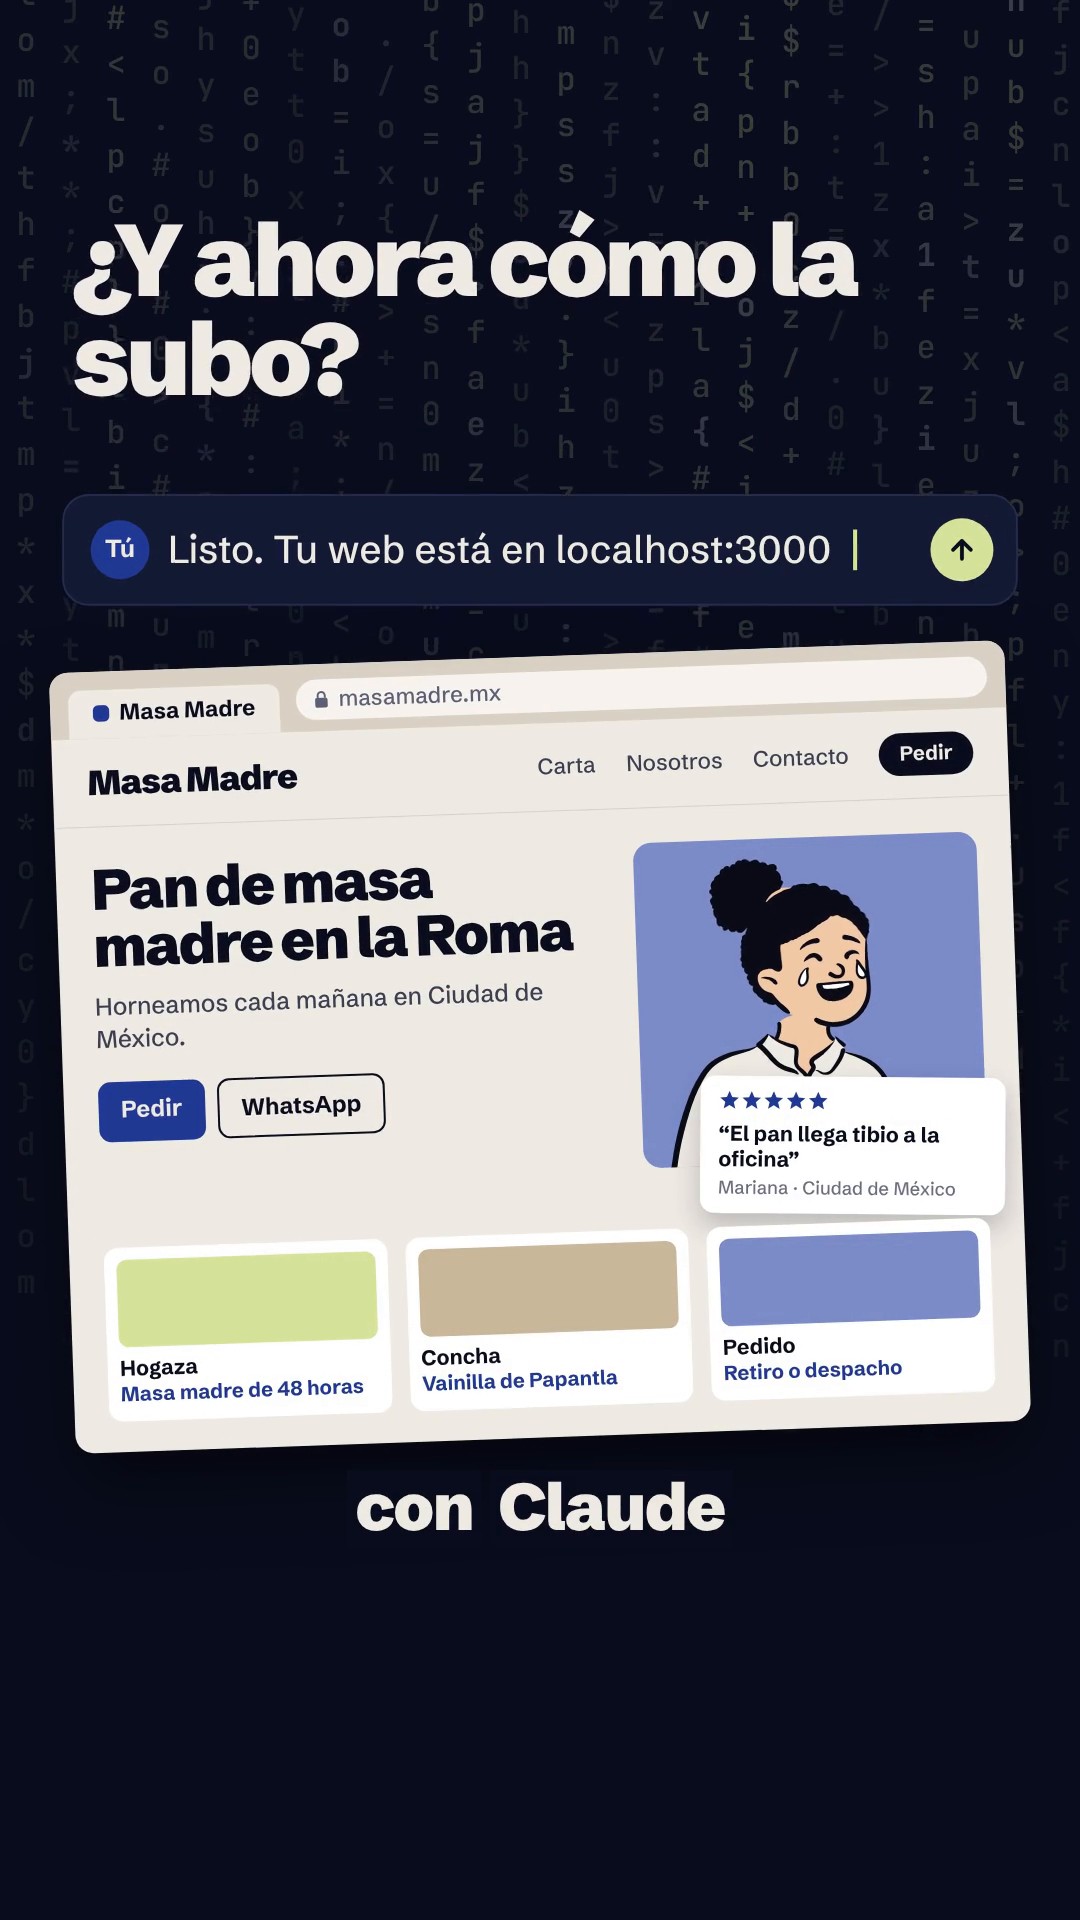 ¿Y ahora cómo la
subo?
Tú
Listo. Tu web está en localhost:3000
Masa Madre
masamadre.mx
Masa Madre
Carta
Nosotros
Contacto
Pedir
Pan de masa
madre en la Roma
Horneamos cada mañana en Ciudad de
México.
Pedir
WhatsApp
“El pan llega tibio a la
oficina”
Mariana · Ciudad de México
Hogaza
Masa madre de 48 horas
Concha
Vainilla de Papantla
Pedido
Retiro o despacho
con Claude